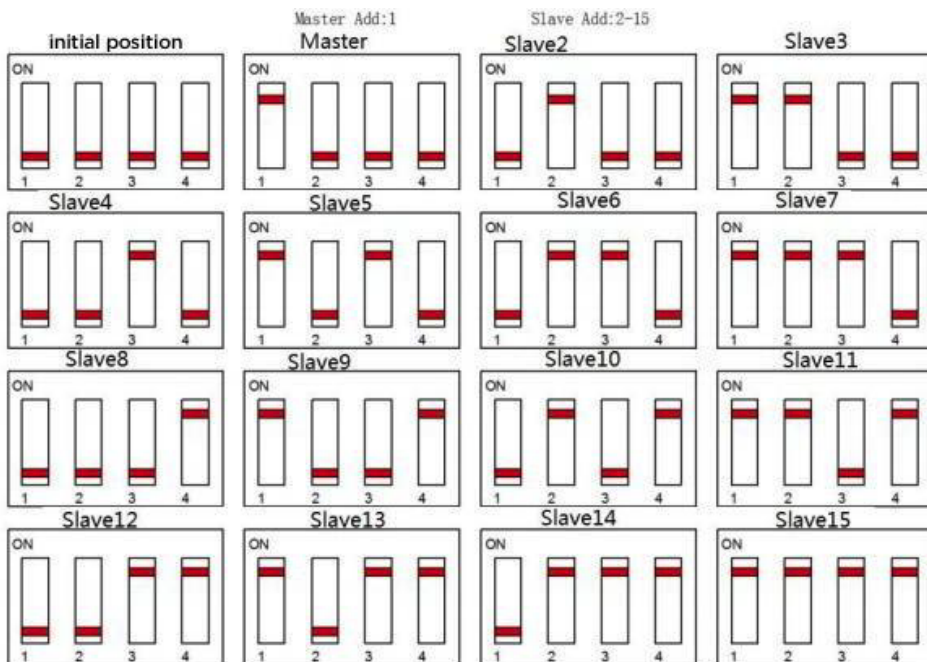 Master Add:1 Slave Add:2-15
initial position Master Slave2 Slave3
ON ON ON ON
1 2 3 4 1 2 3 4 1 2 3 4 1 2 3 4
Slave4 Slave5 Slave6 Slave7
ON ON ON ON
1 2 3 4 1 2 3 4 1 2 3 4 1 2 3 4
Slave8 Slave9 Slave10 Slave11
ON ON ON ON
1 2 3 4 1 2 3 4 1 2 3 4 1 2 3 4
Slave12 Slave13 Slave14 Slave15
ON ON ON ON
1 2 3 4 1 2 3 4 1 2 3 4 1 2 3 4